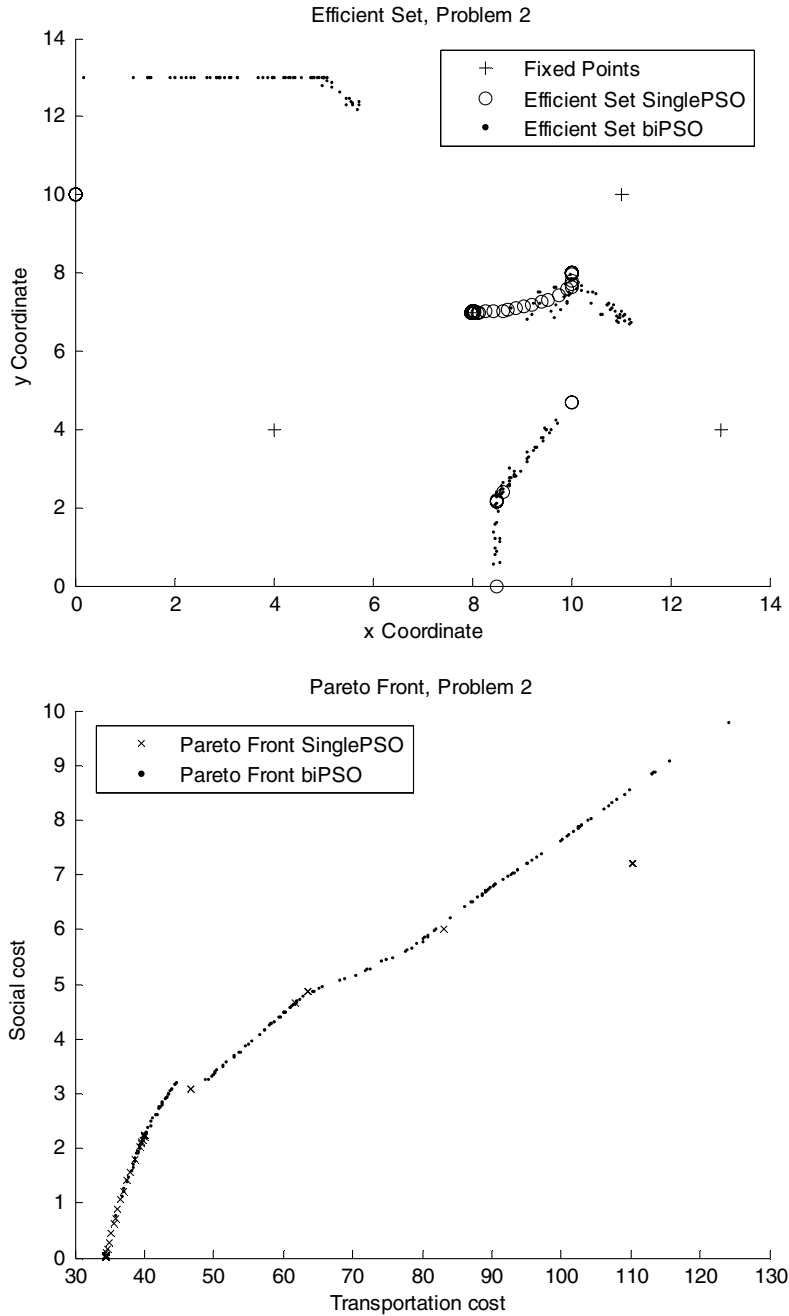 Efficient Set, Problem 2
14
12
10
8
6
4
2
0
Fixed Points
Efficient Set SinglePSO
Efficient Set biPSO
y Coordinate
0 2 4 6 8 10 12 14
x Coordinate
Pareto Front, Problem 2
10
9
8
7
6
5
4
3
2
1
0
Pareto Front SinglePSO
Pareto Front biPSO
Social cost
30 40 50 60 70 80 90 100 110 120 130
Transportation cost